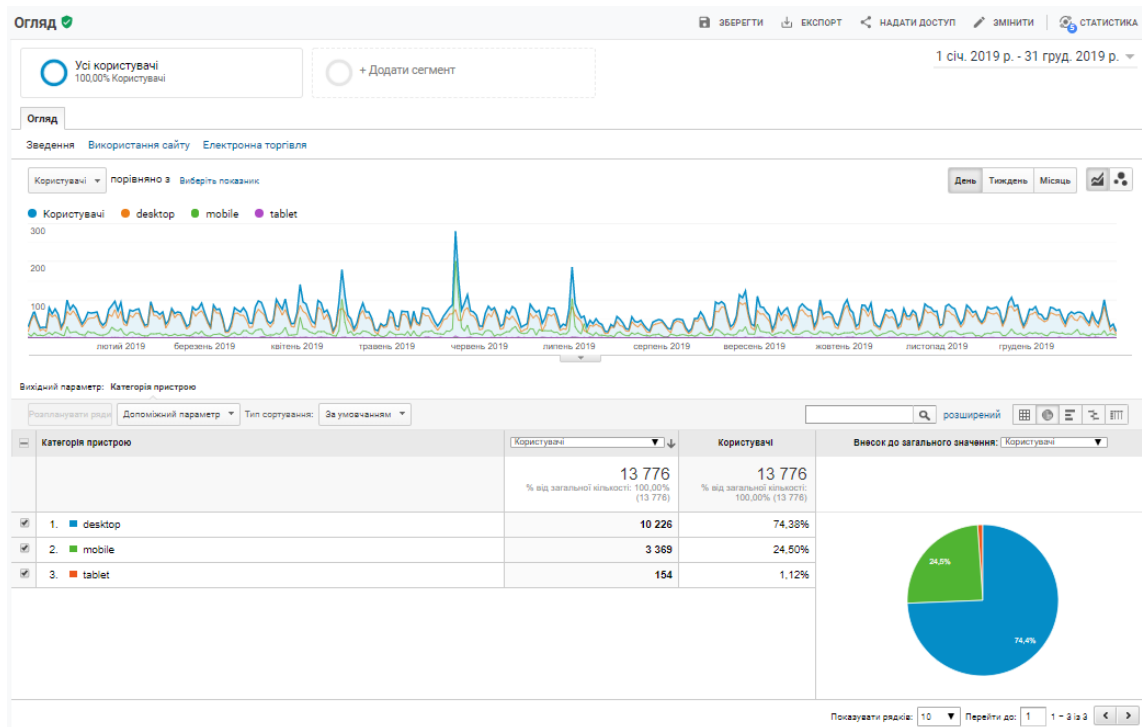 Огляд
ЗБЕРЕГТИ ЕКСПОРТ НАДАТИ ДОСТУП ЗМІНИТИ 5 СТАТИСТИКА
Усі користувачі
100,00% Користувачі
+ Додати сегмент
1 січ. 2019 р. - 31 груд. 2019 р.
Огляд
Зведення Використання сайту Електронна торгівля
Користувачі порівняно з Виберіть показник
День Тиждень Місяць
Користувачі desktop mobile tablet
300
200
100
лютий 2019 березень 2019 квітень 2019 травень 2019 червень 2019 липень 2019 серпень 2019 вересень 2019 жовтень 2019 листопад 2019 грудень 2019
Вихідний параметр: Категорія пристрою
Розпланувати рядки Допоміжний параметр Тип сортування: За умовчанням
розширений
Категорія пристрою Користувачі Користувачі Внесок до загального значення: Користувачі
13 776 13 776
% від загальної кількості: 100,00% (13 776)
% від загальної кількості: 100,00% (13 776)
1. desktop 10 226 74,38%
2. mobile 3 369 24,50%
3. tablet 154 1,12%
24,5%
74,4%
Показувати рядків: 10 Перейти до: 1 1 – 3 із 3